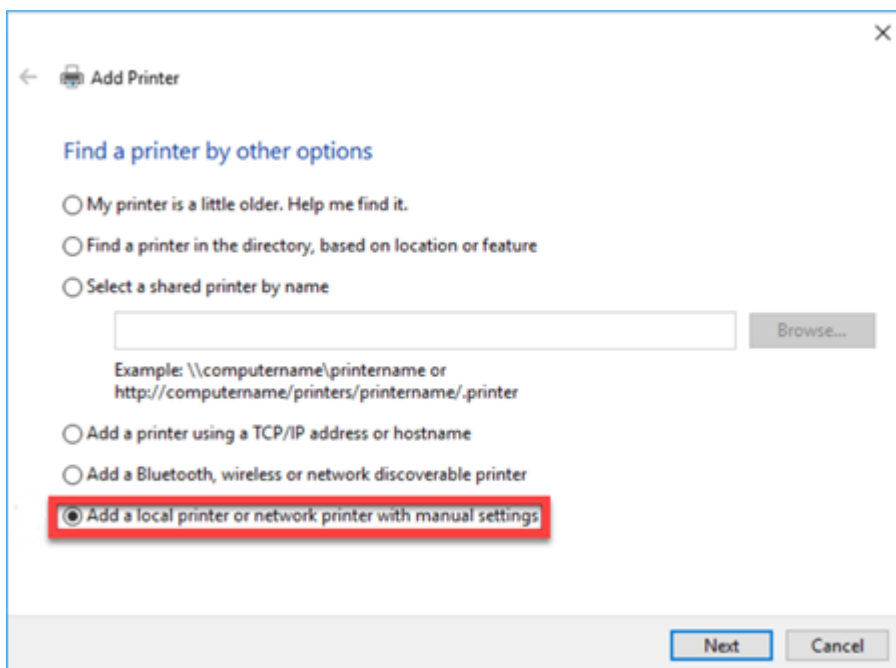 Add Printer
Find a printer by other options
My printer is a little older. Help me find it.
Find a printer in the directory, based on location or feature
Select a shared printer by name
Browse...
Example: \\computername\printername or
http://computername/printers/printername/.printer
Add a printer using a TCP/IP address or hostname
Add a Bluetooth, wireless or network discoverable printer
Add a local printer or network printer with manual settings
Next Cancel